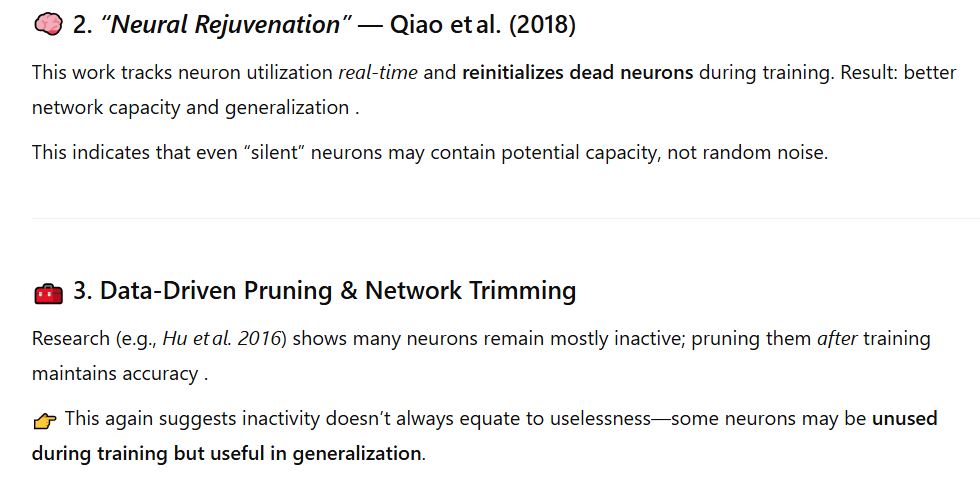 🧠 2. “Neural Rejuvenation” — Qiao et al. (2018)
This work tracks neuron utilization real-time and reinitializes dead neurons during training. Result: better
network capacity and generalization .
This indicates that even “silent” neurons may contain potential capacity, not random noise.
🧰 3. Data-Driven Pruning & Network Trimming
Research (e.g., Hu et al. 2016) shows many neurons remain mostly inactive; pruning them after training
maintains accuracy .
👉 This again suggests inactivity doesn’t always equate to uselessness—some neurons may be unused
during training but useful in generalization.